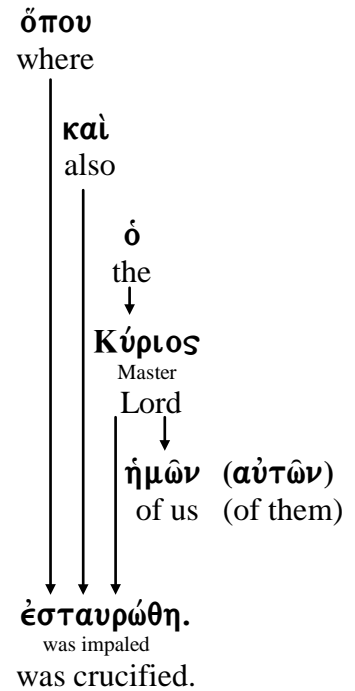 ὅπου
where
καὶ
also
ὁ
the
Κύριος
Master
Lord
ἡμῶν (αὐτῶν)
of us (of them)
ἐσταυρώθη.
was impaled
was crucified.